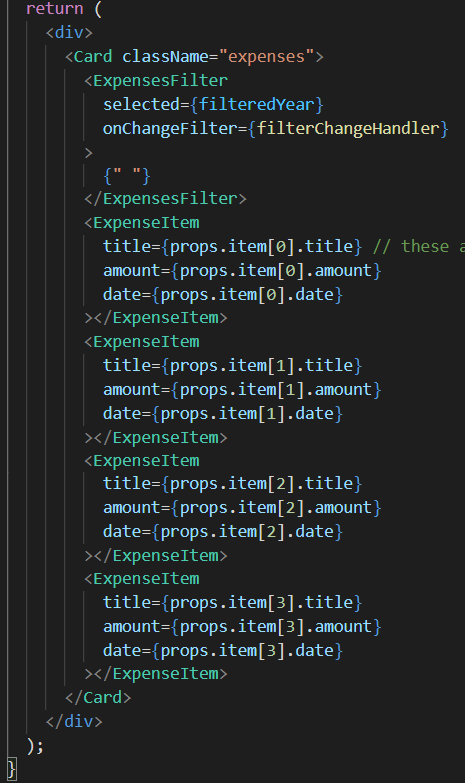 return (
<div>
<Card className="expenses">
<ExpensesFilter
selected={filteredYear}
onChangeFilter={filterChangeHandler}
>
{" "}
</ExpensesFilter>
<ExpenseItem
title={props.item[0].title} // these a
amount={props.item[0].amount}
date={props.item[0].date}
></ExpenseItem>
<ExpenseItem
title={props.item[1].title}
amount={props.item[1].amount}
date={props.item[1].date}
></ExpenseItem>
<ExpenseItem
title={props.item[2].title}
amount={props.item[2].amount}
date={props.item[2].date}
></ExpenseItem>
<ExpenseItem
title={props.item[3].title}
amount={props.item[3].amount}
date={props.item[3].date}
></ExpenseItem>
</Card>
</div>
);
}